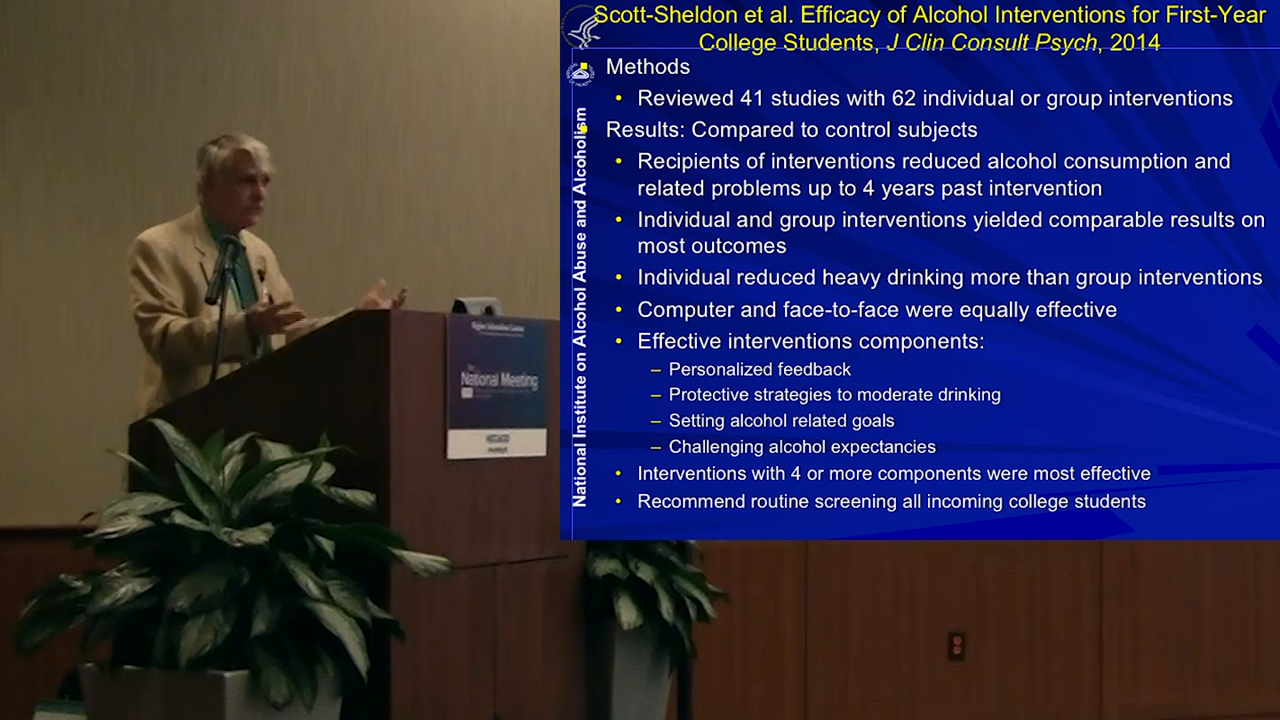 Scott-Sheldon et al. Efficacy of Alcohol Interventions for First-Year
College Students, J Clin Consult Psych, 2014
Methods
• Reviewed 41 studies with 62 individual or group interventions
Results: Compared to control subjects
• Recipients of interventions reduced alcohol consumption and
related problems up to 4 years past intervention
• Individual and group interventions yielded comparable results on
most outcomes
• Individual reduced heavy drinking more than group interventions
• Computer and face-to-face were equally effective
• Effective interventions components:
– Personalized feedback
– Protective strategies to moderate drinking
– Setting alcohol related goals
– Challenging alcohol expectancies
• Interventions with 4 or more components were most effective
• Recommend routine screening all incoming college students
National Institute on Alcohol Abuse and Alcoholism
National Meeting